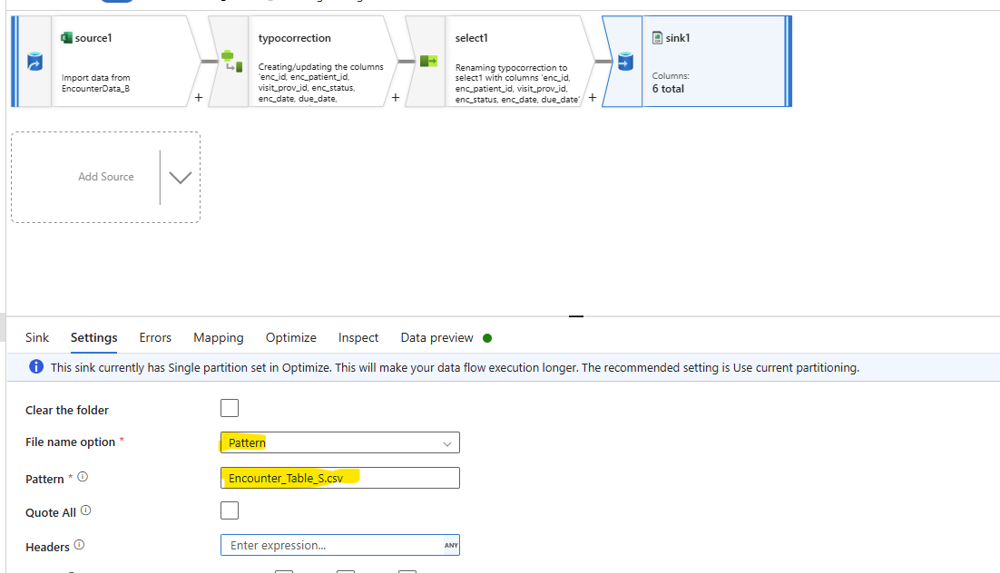 source1
Import data from
EncounterData_B
+
typocorrection
Creating/updating the columns
'enc_id, enc_patient_id,
visit_prov_id, enc_status,
enc_date, due_date,
+
select1
Renaming typocorrection to
select1 with columns 'enc_id,
enc_patient_id, visit_prov_id,
enc_status, enc_date, due_date'
+
sink1
Columns:
6 total
Add Source
Sink Settings Errors Mapping Optimize Inspect Data preview
This sink currently has Single partition set in Optimize. This will make your data flow execution longer. The recommended setting is Use current partitioning.
Clear the folder
File name option * Pattern
Pattern * Encounter_Table_S.csv
Quote All
Headers Enter expression... ANY